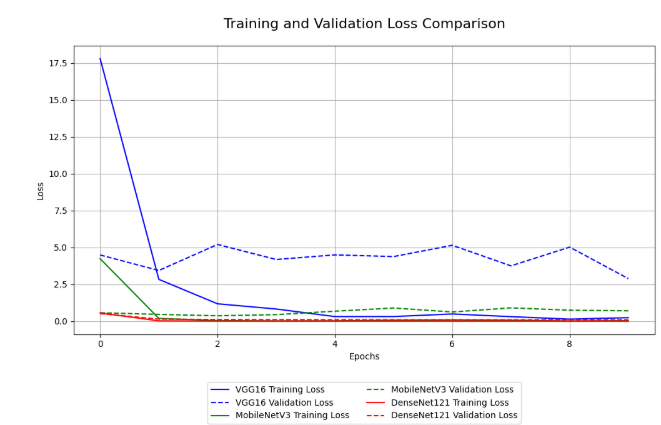 Training and Validation Loss Comparison
17.5
15.0
12.5
10.0
7.5
5.0
2.5
0.0
Loss
0 2 4 6 8
Epochs
VGG16 Training Loss
VGG16 Validation Loss
MobileNetV3 Training Loss
MobileNetV3 Validation Loss
DenseNet121 Training Loss
DenseNet121 Validation Loss